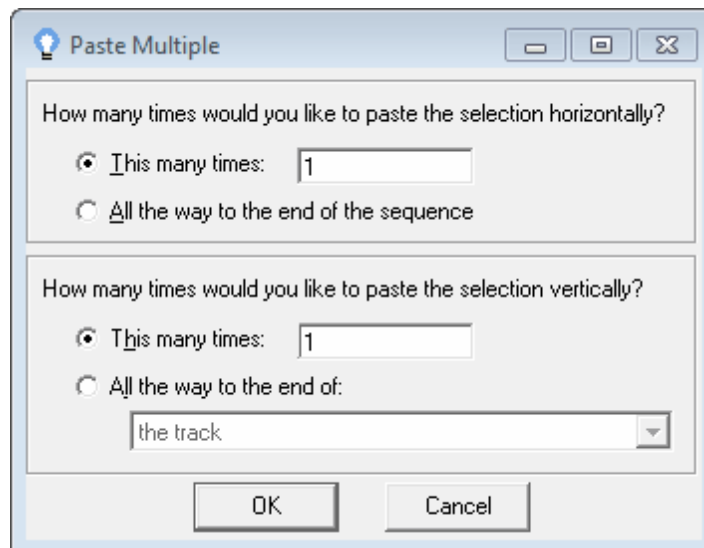 Paste Multiple
How many times would you like to paste the selection horizontally?
This many times: 1
All the way to the end of the sequence
How many times would you like to paste the selection vertically?
This many times: 1
All the way to the end of:
the track
OK Cancel